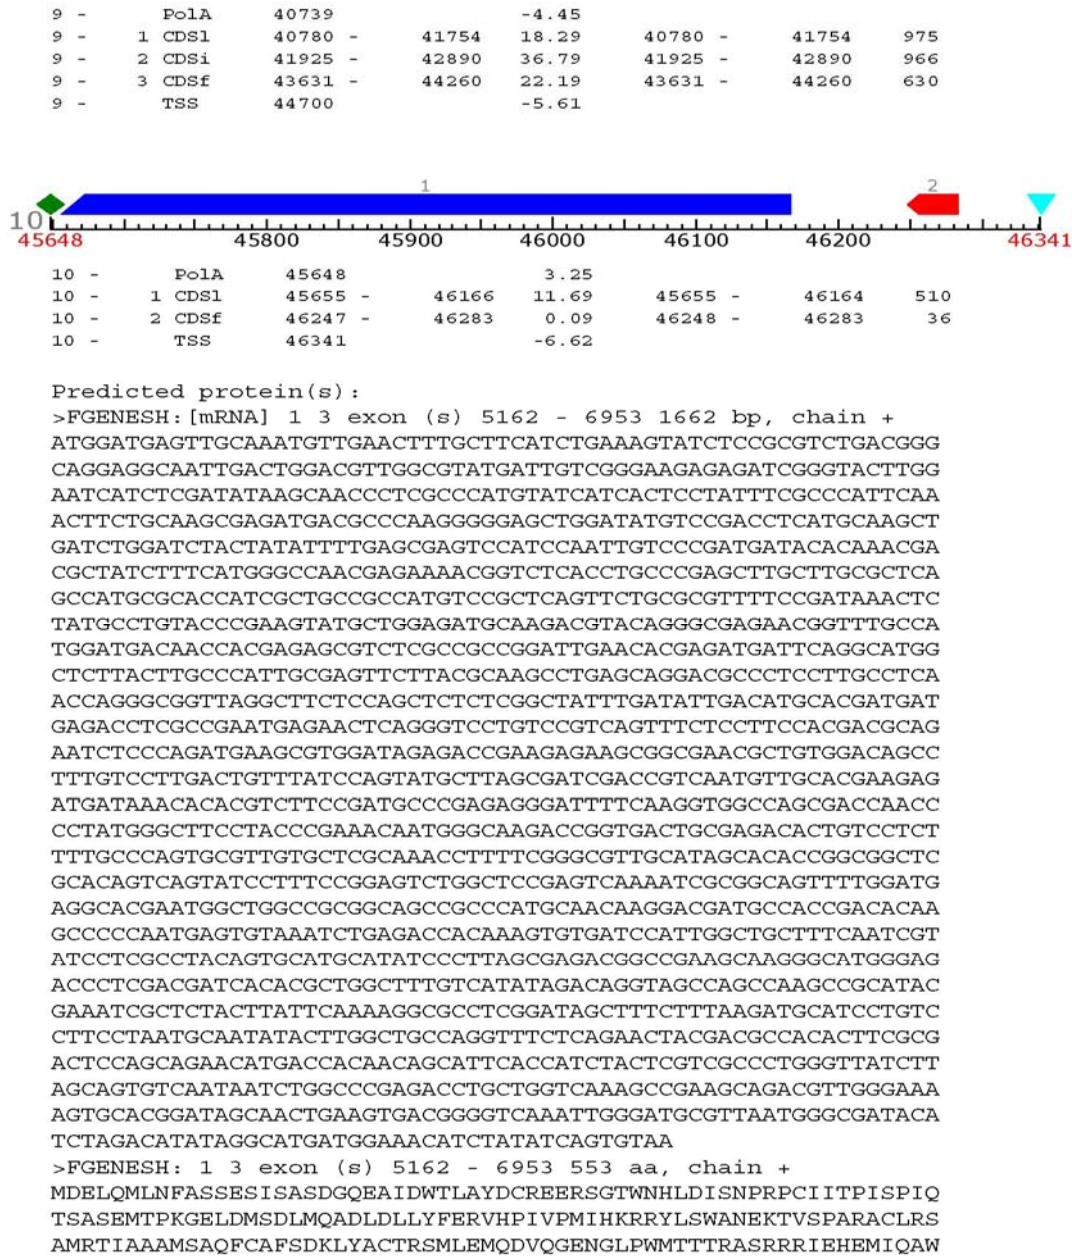 9 - PolA 40739 -4.45
9 - 1 CDSl 40780 - 41754 18.29 40780 - 41754 975
9 - 2 CDSi 41925 - 42890 36.79 41925 - 42890 966
9 - 3 CDSf 43631 - 44260 22.19 43631 - 44260 630
9 - TSS 44700 -5.61
1 2
10
45648 45800 45900 46000 46100 46200 46341
10 - PolA 45648 3.25
10 - 1 CDSl 45655 - 46166 11.69 45655 - 46164 510
10 - 2 CDSf 46247 - 46283 0.09 46248 - 46283 36
10 - TSS 46341 -6.62
Predicted protein(s):
>FGENESH:[mRNA] 1 3 exon (s) 5162 - 6953 1662 bp, chain +
ATGGATGAGTTGCAAATGTTGAACTTTGCTTCATCTGAAAGTATCTCCGCGTCTGACGGG
CAGGAGGCAATTGACTGGACGTTGGCGTATGATTGTCGGGAAGAGAGATCGGGTACTTGG
AATCATCTCGATATAAGCAACCCTCGCCCATGTATCATCACTCCTATTTCGCCCATTCAA
ACTTCTGCAAGCGAGATGACGCCCAAGGGGGAGCTGGATATGTCCGACCTCATGCAAGCT
GATCTGGATCTACTATATTTTGAGCGAGTCCATCCAATTGTCCCGATGATACACAAACGA
CGCTATCTTTCATGGGCCAACGAGAAAACGGTCTCACCTGCCCGAGCTTGCTTGCGCTCA
GCCATGCGCACCATCGCTGCCGCCATGTCCGCTCAGTTCTGCGCGTTTTCCGATAAACTC
TATGCCTGTACCCGAAGTATGCTGGAGATGCAAGACGTACAGGGCGAGAACGGTTTGCCA
TGGATGACAACCACGAGAGCGTCTCGCCGCCGGATTGAACACGAGATGATTCAGGCATGG
CTCTTACTTGCCCATTGCGAGTTCTTACGCAAGCCTGAGCAGGACGCCCTCCTTGCCTCA
ACCAGGGCGGTTAGGCTTCTCCAGCTCTCTCGGCTATTTGATATTGACATGCACGATGAT
GAGACCTCGCCGAATGAGAACTCAGGGTCCTGTCCGTCAGTTTCTCCTTCCACGACGCAG
AATCTCCCAGATGAAGCGTGGATAGAGACCGAAGAGAAGCGGCGAACGCTGTGGACAGCC
TTTGTCCTTGACTGTTTATCCAGTATGCTTAGCGATCGACCGTCAATGTTGCACGAAGAG
ATGATAAACACACGTCTTCCGATGCCCGAGAGGGATTTTCAAGGTGGCCAGCGACCAACC
CCTATGGGCTTCCTACCCGAAACAATGGGCAAGACCGGTGACTGCGAGACACTGTCCTCT
TTTGCCCAGTGCGTTGTGCTCGCAAACCTTTTCGGGCGTTGCATAGCACACCGGCGGCTC
GCACAGTCAGTATCCTTTCCGGAGTCTGGCTCCGAGTCAAAATCGCGGCAGTTTTGGATG
AGGCACGAATGGCTGGCCGCGGCAGCCGCCCATGCAACAAGGACGATGCCACCGACACAA
GCCCCCAATGAGTGTAAATCTGAGACCACAAAGTGTGATCCATTGGCTGCTTTCAATCGT
ATCCTCGCCTACAGTGCATGCATATCCCTTAGCGAGACGGCCGAAGCAAGGGCATGGGAG
ACCCTCGACGATCACACGCTGGCTTTGTCATATAGACAGGTAGCCAGCCAAGCCGCATAC
GAAATCGCTCTACTTATTCAAAAGGCGCCTCGGATAGCTTTCTTTAAGATGCATCCTGTC
CTTCCTAATGCAATATACTTGGCTGCCAGGTTTCTCAGAACTACGACGCCACACTTCGCG
ACTCCAGCAGAACATGACCACAACAGCATTCACCATCTACTCGTCGCCCTGGGTTATCTT
AGCAGTGTCAATAATCTGGCCCGAGACCTGCTGGTCAAAGCCGAAGCAGACGTTGGGAAA
AGTGCACGGATAGCAACTGAAGTGACGGGGTCAAATTGGGATGCGTTAATGGGCGATACA
TCTAGACATATAGGCATGATGGAAACATCTATATCAGTGTAA
>FGENESH: 1 3 exon (s) 5162 - 6953 553 aa, chain +
MDELQMLNFASSESISASDGQEAIDWTLAYDCREERSGTWNHLDISNPRPCIITPISPIQ
TSASEMTPKGELDMSDLMQADLDLLYFERVHPIVPMIHKRRYLSWANEKTVSPARACLRS
AMRTIAAAMSAQFCAFSDKLYACTRSMLEMQDVQGENGLPWMTTTRASRRRIEHEMIQAW